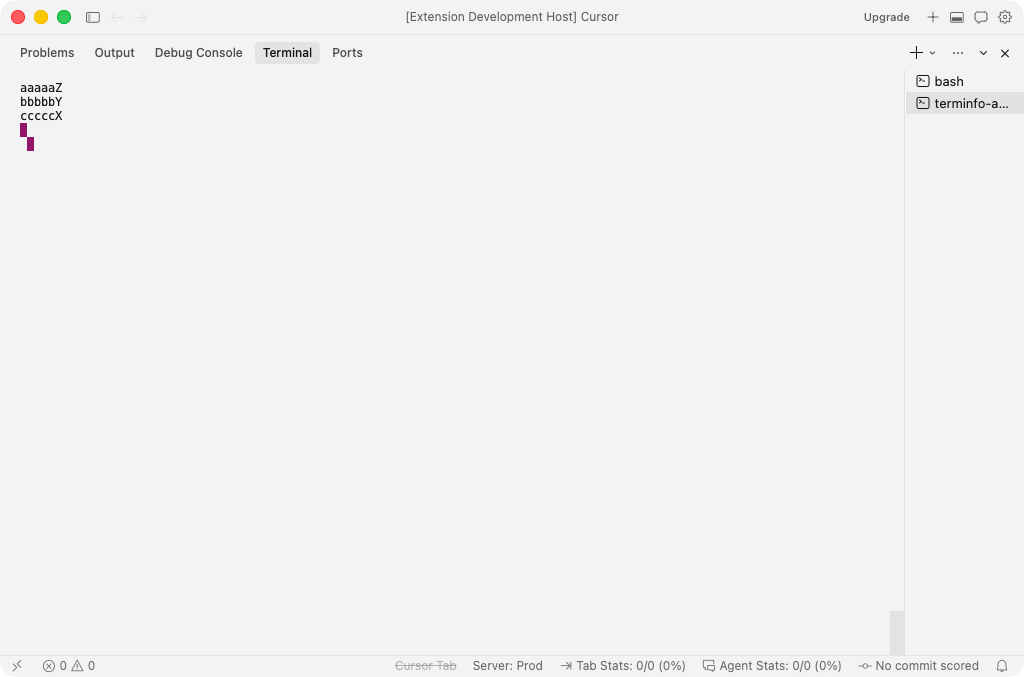 [Extension Development Host] Cursor
Upgrade
Problems Output Debug Console Terminal Ports
aaaaaZ
bbbbbY
cccccX
bash
terminfo-a...
0 0
Cursor Tab Server: Prod Tab Stats: 0/0 (0%) Agent Stats: 0/0 (0%) No commit scored